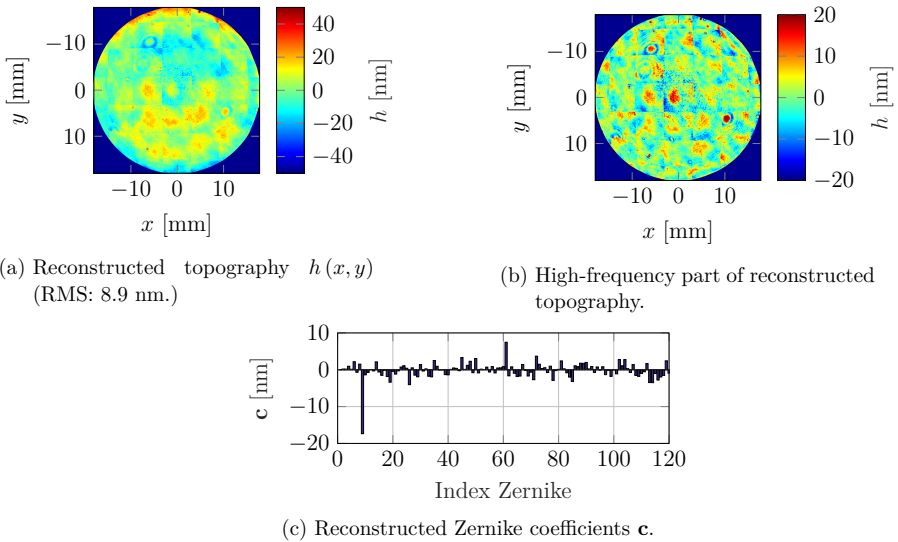 −10
0
10
y [mm]
−10 0 10
x [mm]
40
20
0
−20
−40
h [nm]
(a) Reconstructed topography h (x, y)
(RMS: 8.9 nm.)
−10
0
10
y [mm]
−10 0 10
x [mm]
20
10
0
−10
−20
h [nm]
(b) High-frequency part of reconstructed
topography.
10
0
−10
−20
c [nm]
0 20 40 60 80 100 120
Index Zernike
(c) Reconstructed Zernike coefficients c.